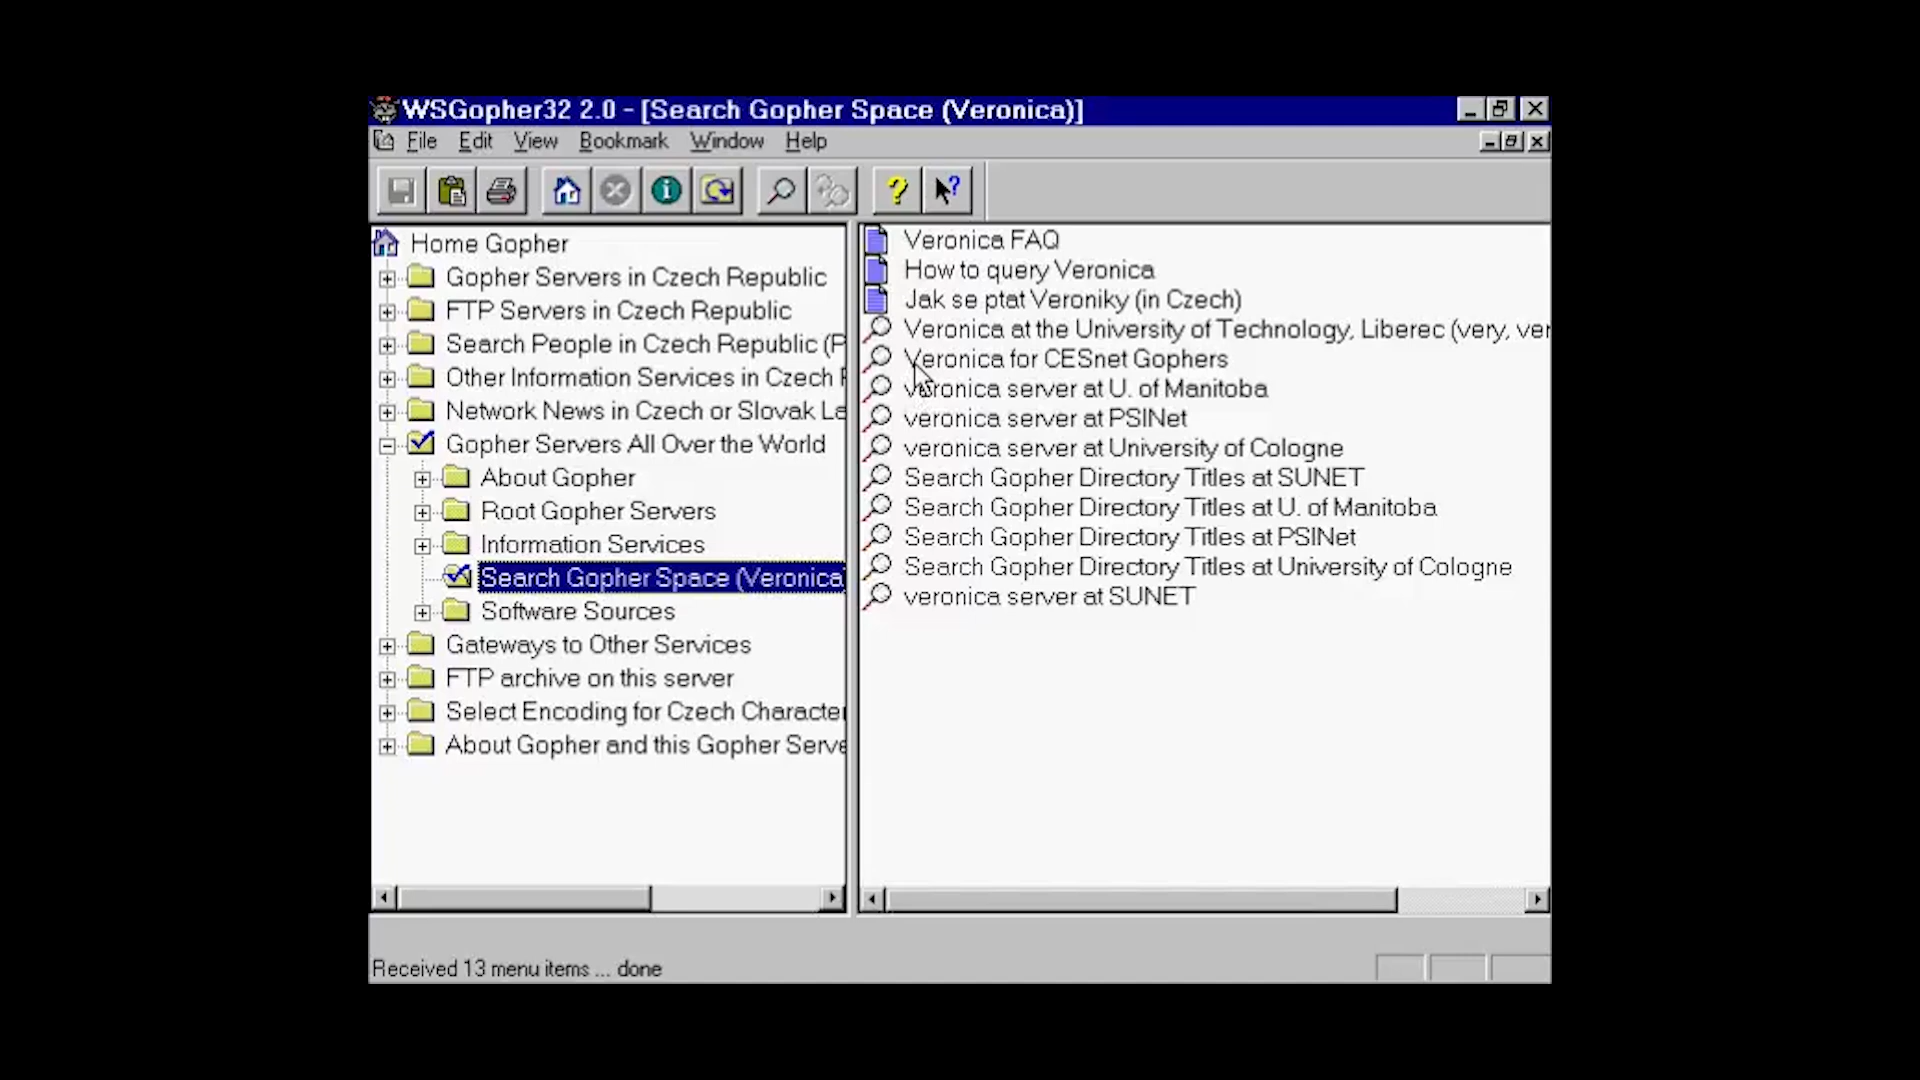 WSGopher32 2.0 - [Search Gopher Space (Veronica)]
File Edit View Bookmark Window Help
Home Gopher
Gopher Servers in Czech Republic
FTP Servers in Czech Republic
Search People in Czech Republic (P
Other Information Services in Czech
Network News in Czech or Slovak La
Gopher Servers All Over the World
About Gopher
Root Gopher Servers
Information Services
Search Gopher Space (Veronica
Software Sources
Gateways to Other Services
FTP archive on this server
Select Encoding for Czech Character
About Gopher and this Gopher Serve
Veronica FAQ
How to query Veronica
Jak se ptat Veroniky (in Czech)
Veronica at the University of Technology, Liberec (very, ver
Veronica for CESnet Gophers
veronica server at U. of Manitoba
veronica server at PSINet
veronica server at University of Cologne
Search Gopher Directory Titles at SUNET
Search Gopher Directory Titles at U. of Manitoba
Search Gopher Directory Titles at PSINet
Search Gopher Directory Titles at University of Cologne
veronica server at SUNET
Received 13 menu items ... done